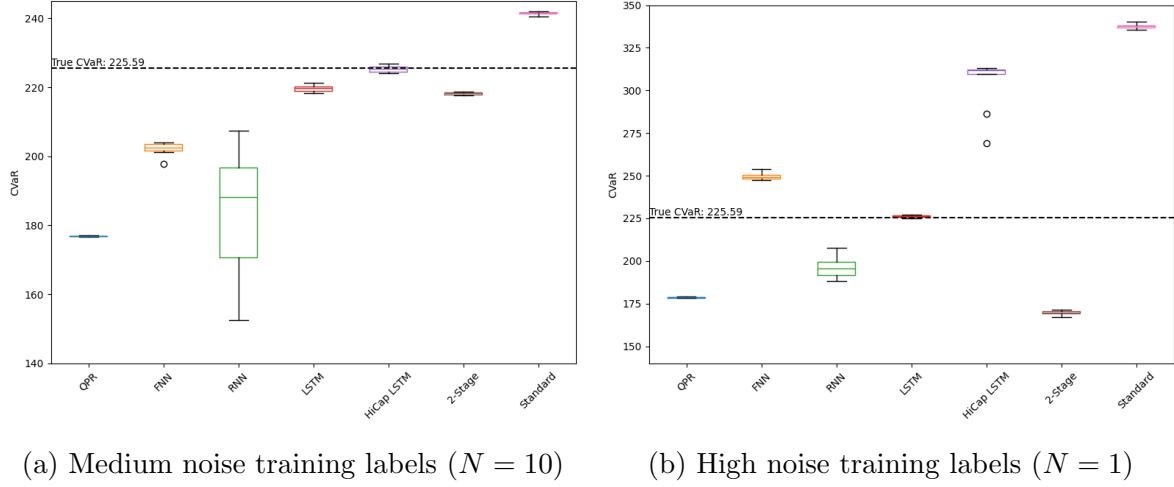 240
220
200
180
160
140
CVaR
True CVaR: 225.59
QPR
FNN
RNN
LSTM
HiCap LSTM
2-Stage
Standard
(a) Medium noise training labels (N = 10)
350
325
300
275
250
225
200
175
150
CVaR
True CVaR: 225.59
QPR
FNN
RNN
LSTM
HiCap LSTM
2-Stage
Standard
(b) High noise training labels (N = 1)